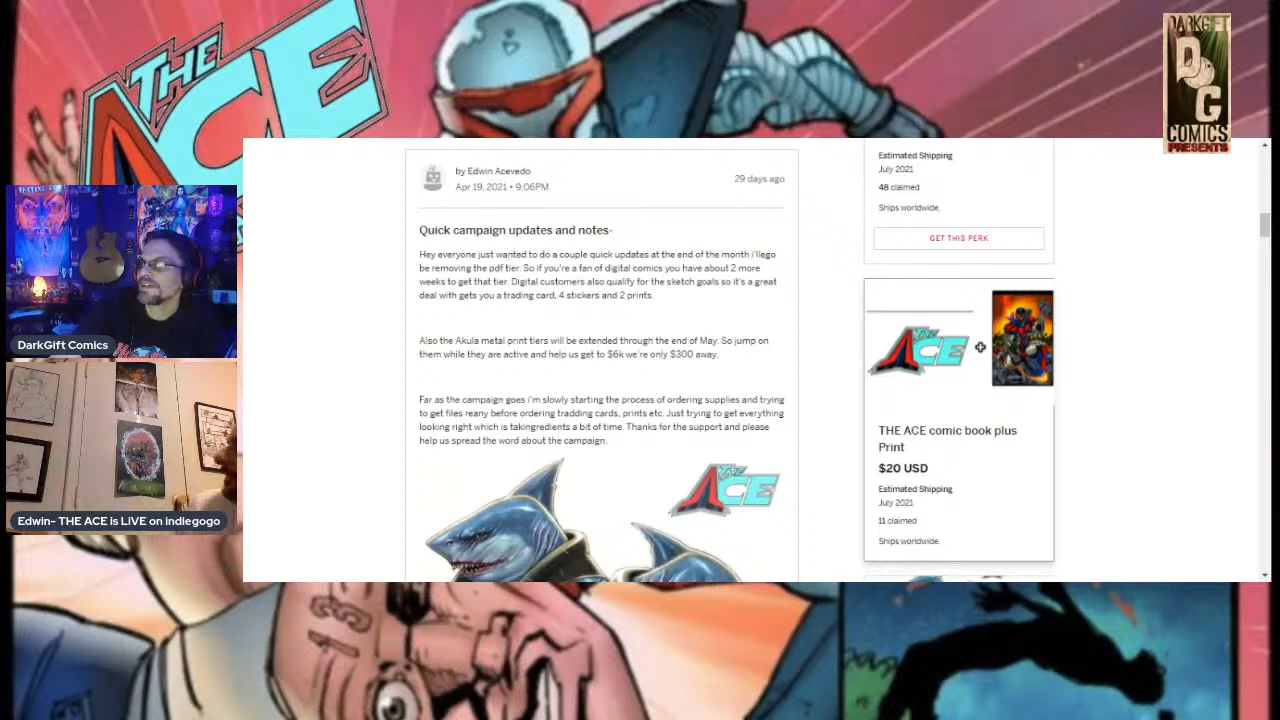 THE
ACE
DARKGIFT
DG
COMICS
PRESENTS
by Edwin Acevedo
Apr 19, 2021 • 9:06PM
29 days ago
Quick campaign updates and notes-
Hey everyone just wanted to do a couple quick updates at the end of the month i'llego
be removing the pdf tier. So if you're a fan of digital comics you have about 2 more
weeks to get that tier. Digital customers also qualify for the sketch goals so it's a great
deal with gets you a trading card, 4 stickers and 2 prints.
Also the Akula metal print tiers will be extended through the end of May. So jump on
them while they are active and help us get to $6k we're only $300 away.
Far as the campaign goes i'm slowly starting the process of ordering supplies and trying
to get files reany before ordering tradding cards, prints etc. Just trying to get everything
looking right which is takingredients a bit of time. Thanks for the support and please
help us spread the word about the campaign.
THE
ACE
Estimated Shipping
July 2021
48 claimed
Ships worldwide.
GET THIS PERK
THE
ACE
+
THE ACE comic book plus
Print
$20 USD
Estimated Shipping
July 2021
11 claimed
Ships worldwide.
DarkGift Comics
Edwin- THE ACE is LIVE on indiegogo
13